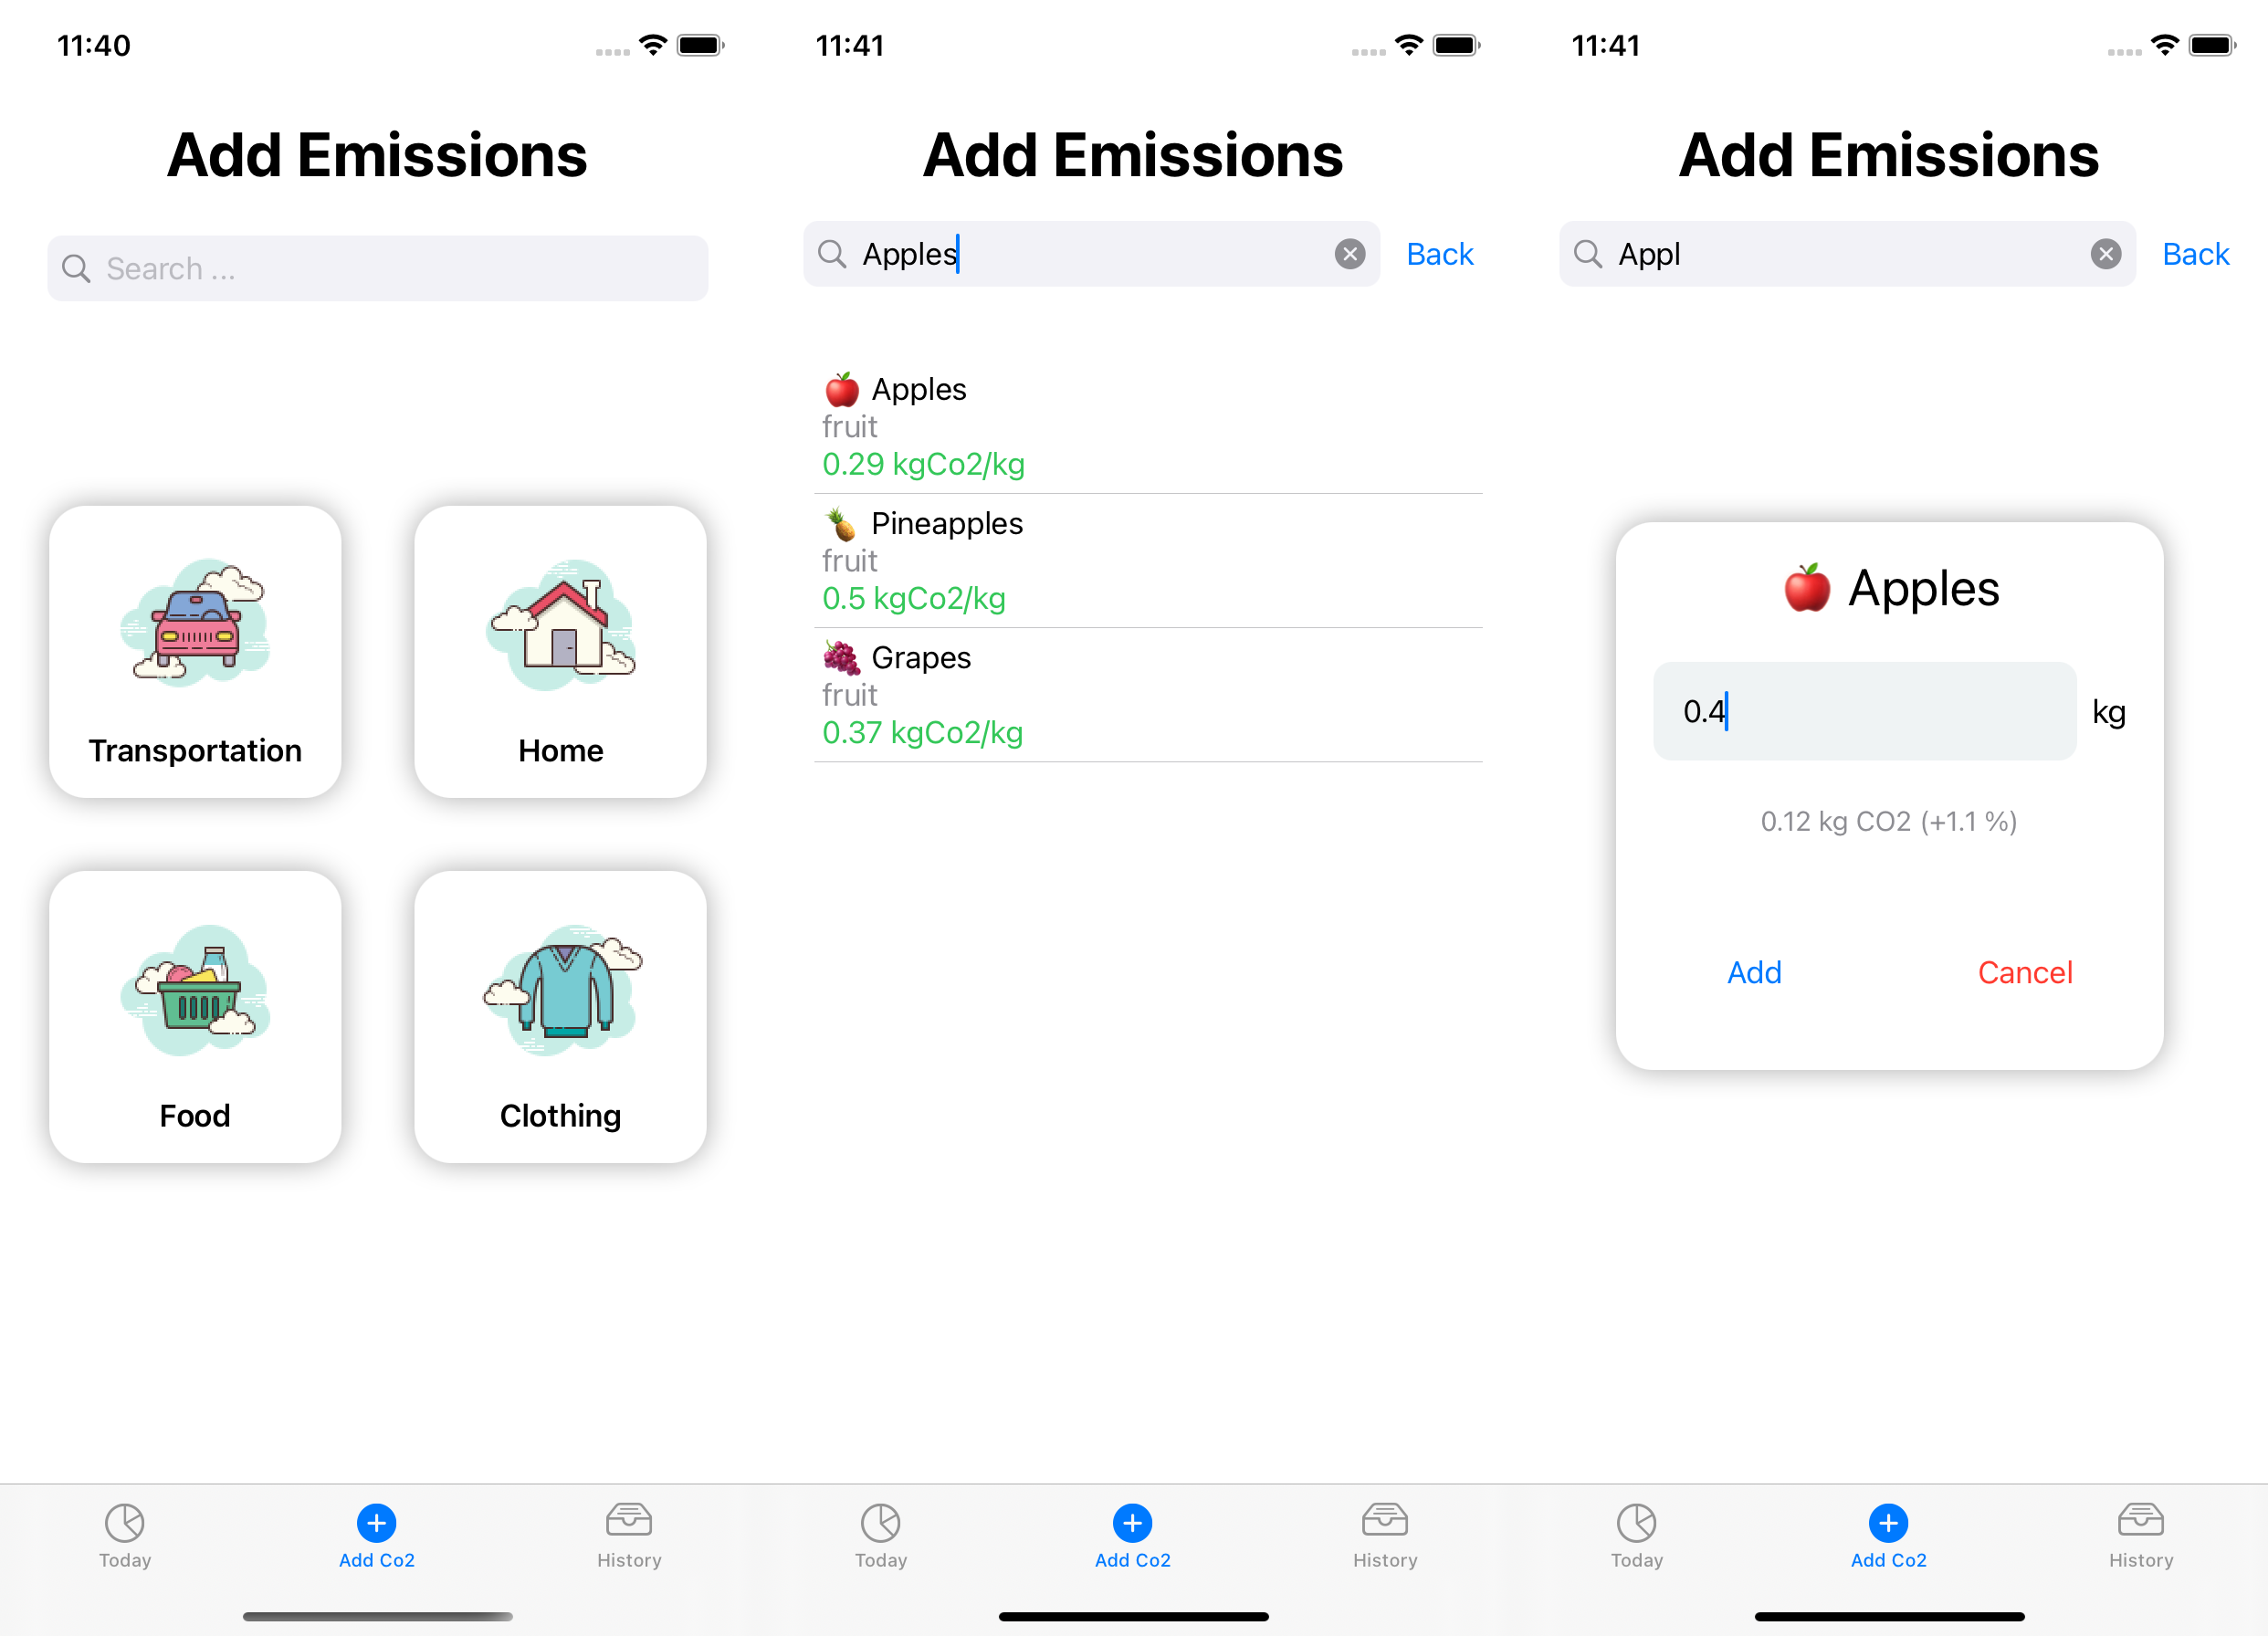 11:40
Add Emissions
Search ...
Transportation
Home
Food
Clothing
Today
Add Co2
History
11:41
Add Emissions
Apples
Back
Apples
fruit
0.29 kgCo2/kg
Pineapples
fruit
0.5 kgCo2/kg
Grapes
fruit
0.37 kgCo2/kg
Today
Add Co2
History
11:41
Add Emissions
Appl
Back
Apples
0.4
kg
0.12 kg CO2 (+1.1 %)
Add
Cancel
Today
Add Co2
History